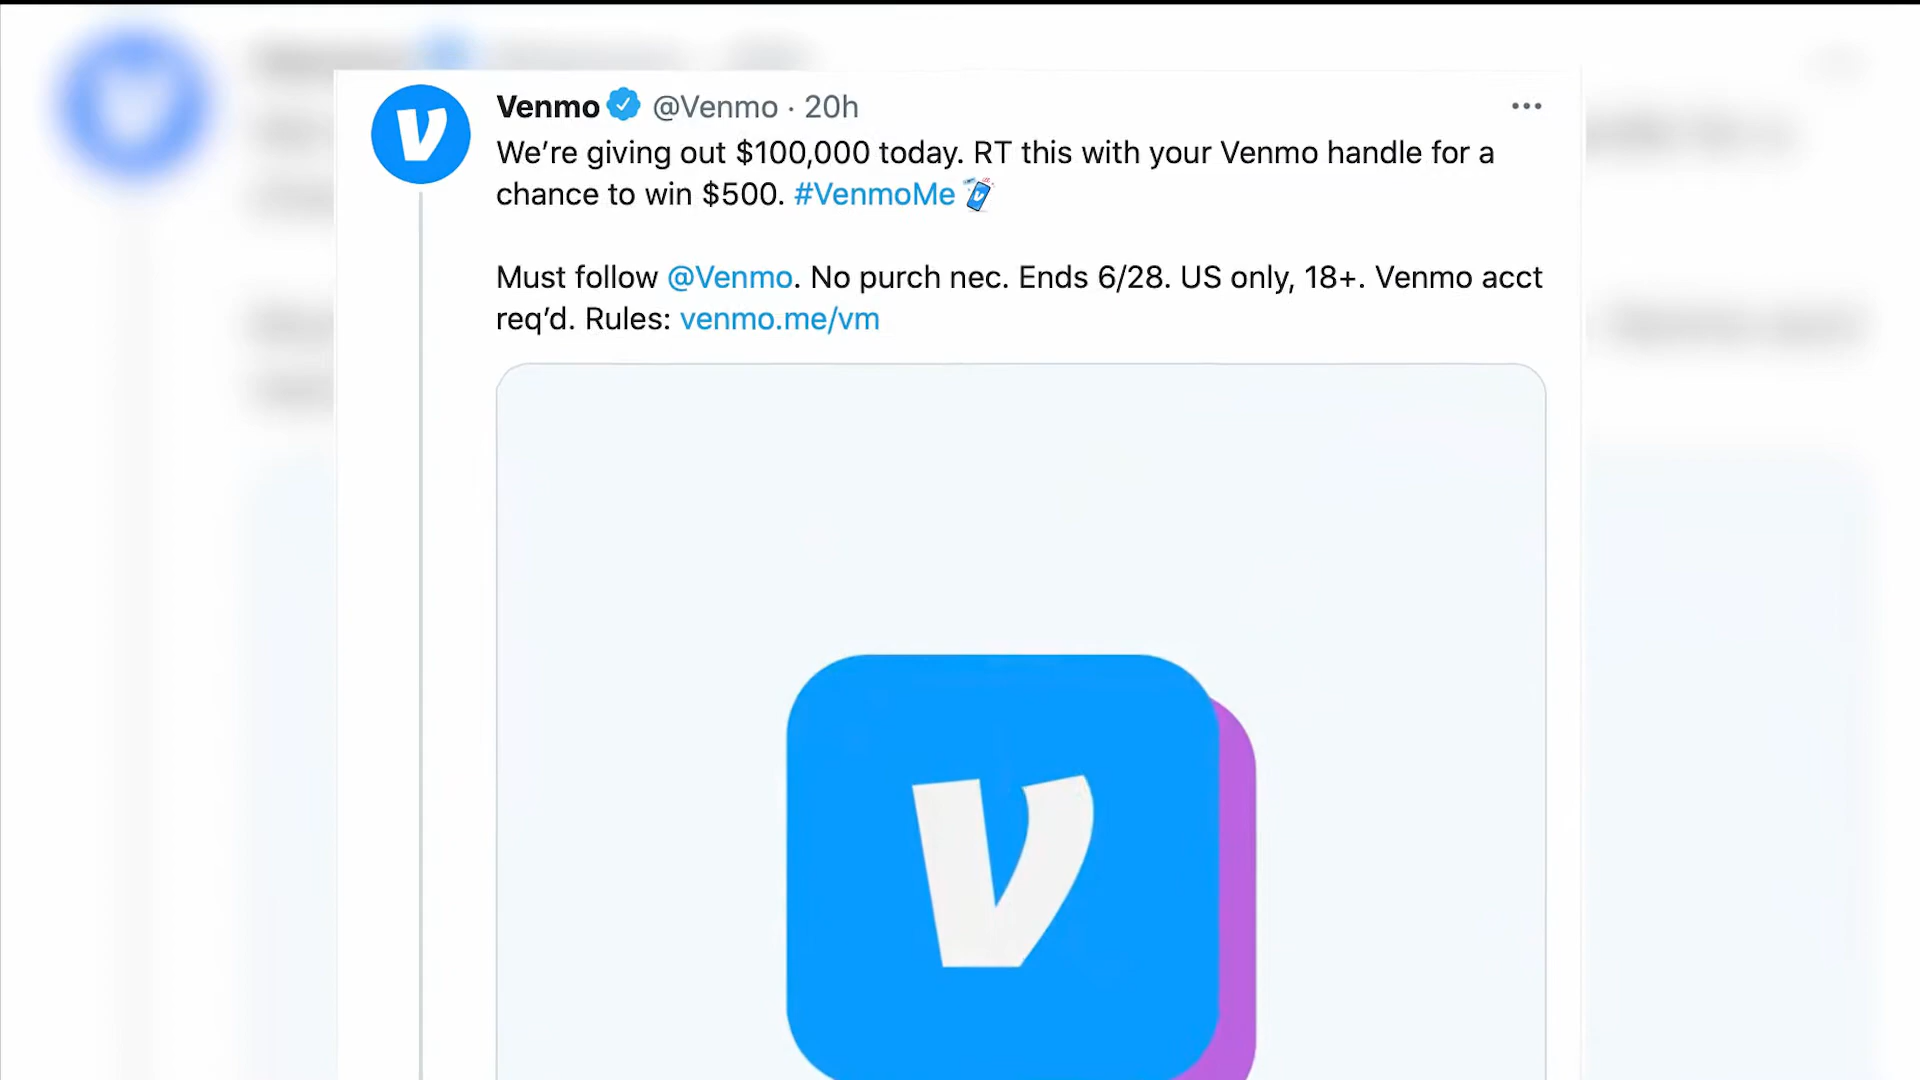 Venmo @Venmo · 20h
We’re giving out $100,000 today. RT this with your Venmo handle for a
chance to win $500. #VenmoMe
Must follow @Venmo. No purch nec. Ends 6/28. US only, 18+. Venmo acct
req’d. Rules: venmo.me/vm